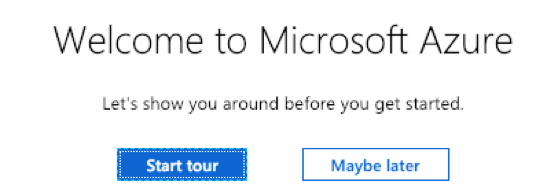 Welcome to Microsoft Azure
Let's show you around before you get started.
Start tour
Maybe later